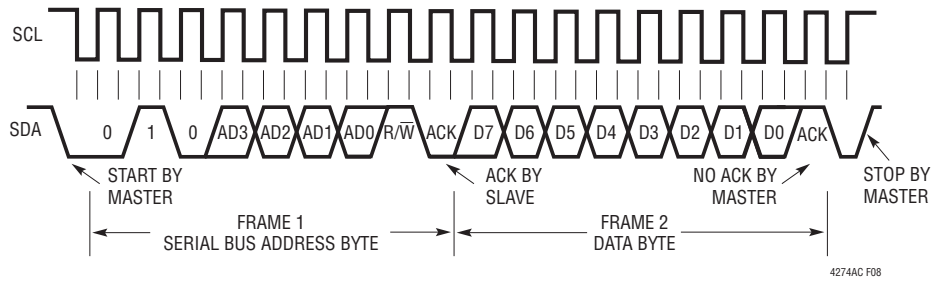 SCL
SDA 0 1 0 AD3 AD2 AD1 AD0 R/W̅ ACK D7 D6 D5 D4 D3 D2 D1 D0 ACK
START BY
MASTER
ACK BY
SLAVE
NO ACK BY
MASTER
STOP BY
MASTER
FRAME 1
SERIAL BUS ADDRESS BYTE
FRAME 2
DATA BYTE
4274AC F08